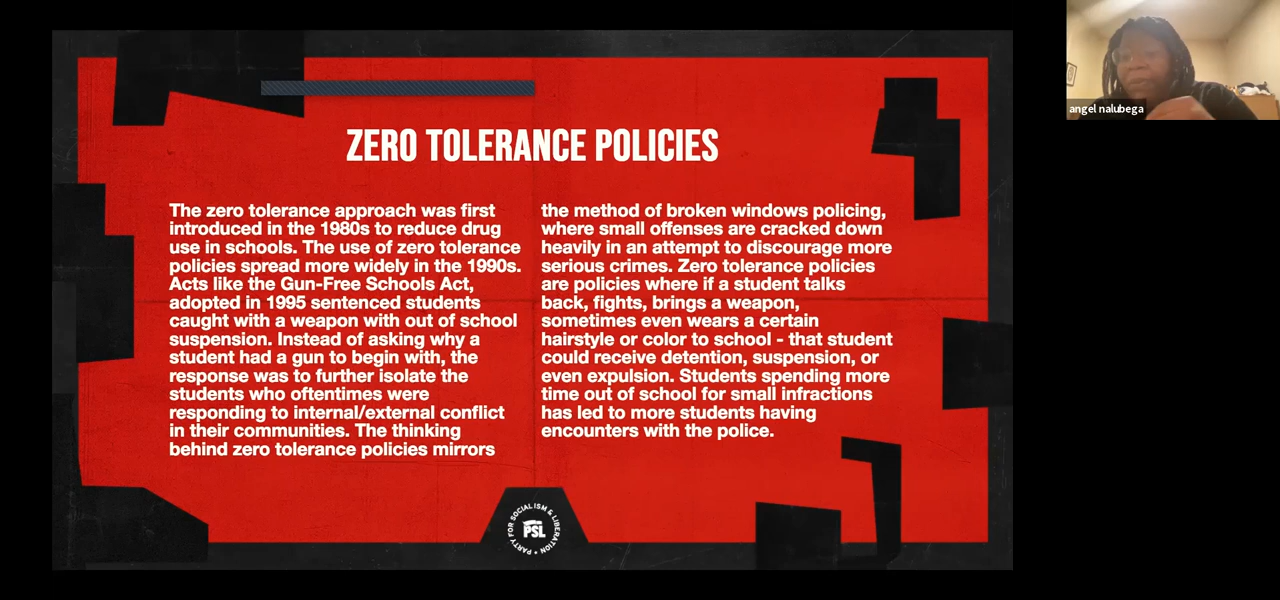 ZERO TOLERANCE POLICIES
The zero tolerance approach was first
introduced in the 1980s to reduce drug
use in schools. The use of zero tolerance
policies spread more widely in the 1990s.
Acts like the Gun-Free Schools Act,
adopted in 1995 sentenced students
caught with a weapon with out of school
suspension. Instead of asking why a
student had a gun to begin with, the
response was to further isolate the
students who oftentimes were
responding to internal/external conflict
in their communities. The thinking
behind zero tolerance policies mirrors
the method of broken windows policing,
where small offenses are cracked down
heavily in an attempt to discourage more
serious crimes. Zero tolerance policies
are policies where if a student talks
back, fights, brings a weapon,
sometimes even wears a certain
hairstyle or color to school - that student
could receive detention, suspension, or
even expulsion. Students spending more
time out of school for small infractions
has led to more students having
encounters with the police.
PARTY FOR SOCIALISM & LIBERATION •
PSL
angel nalubega